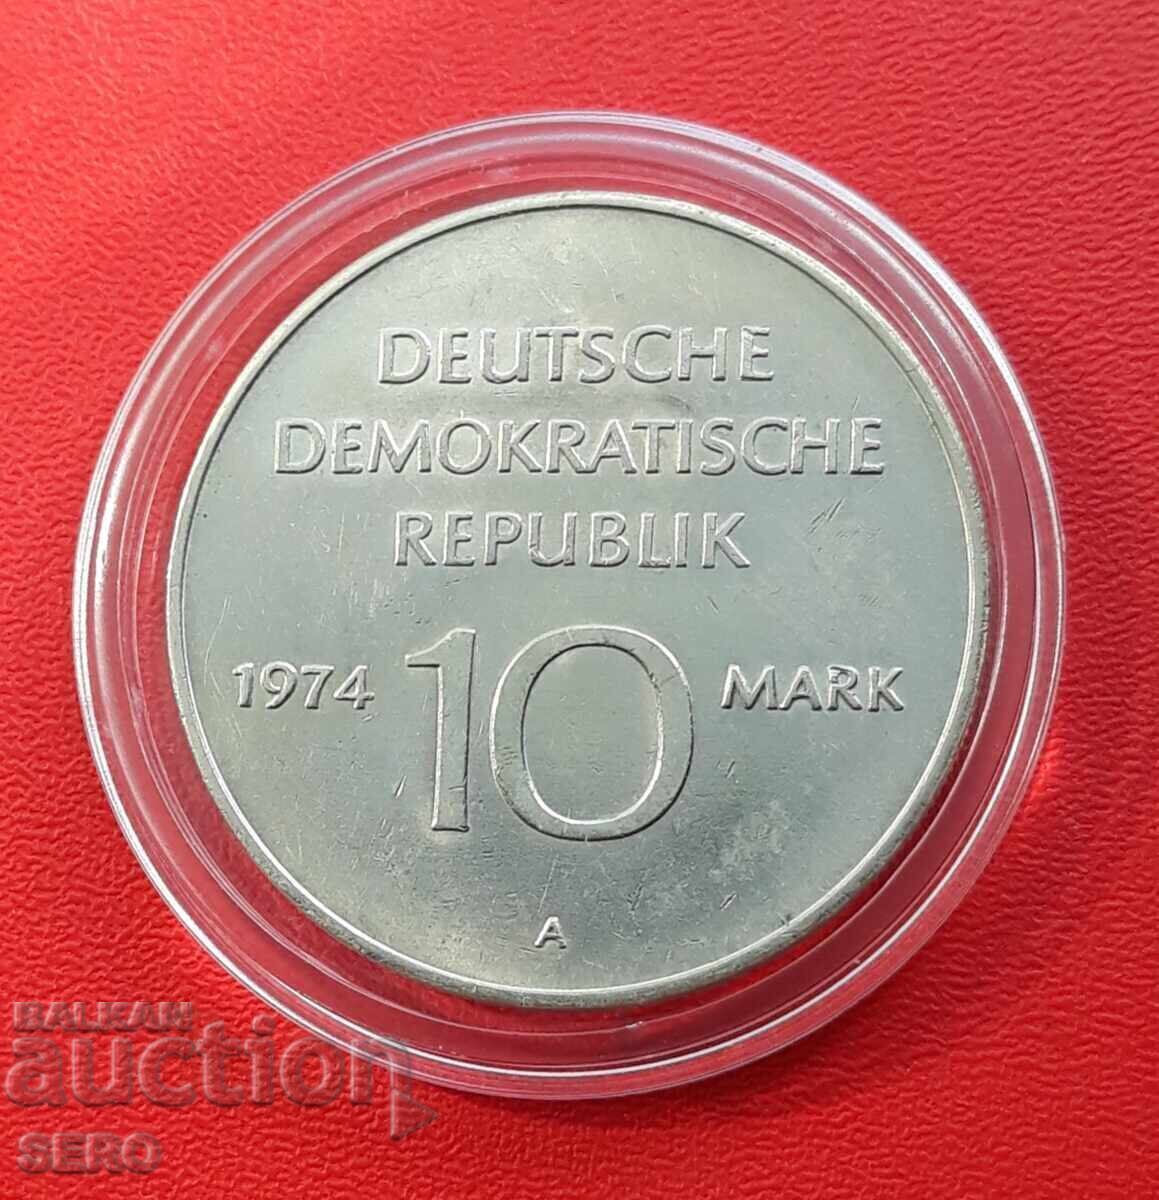 DEUTSCHE
DEMOKRATISCHE
REPUBLIK
1974 10 MARK
A
BALKAN
auction
SERO